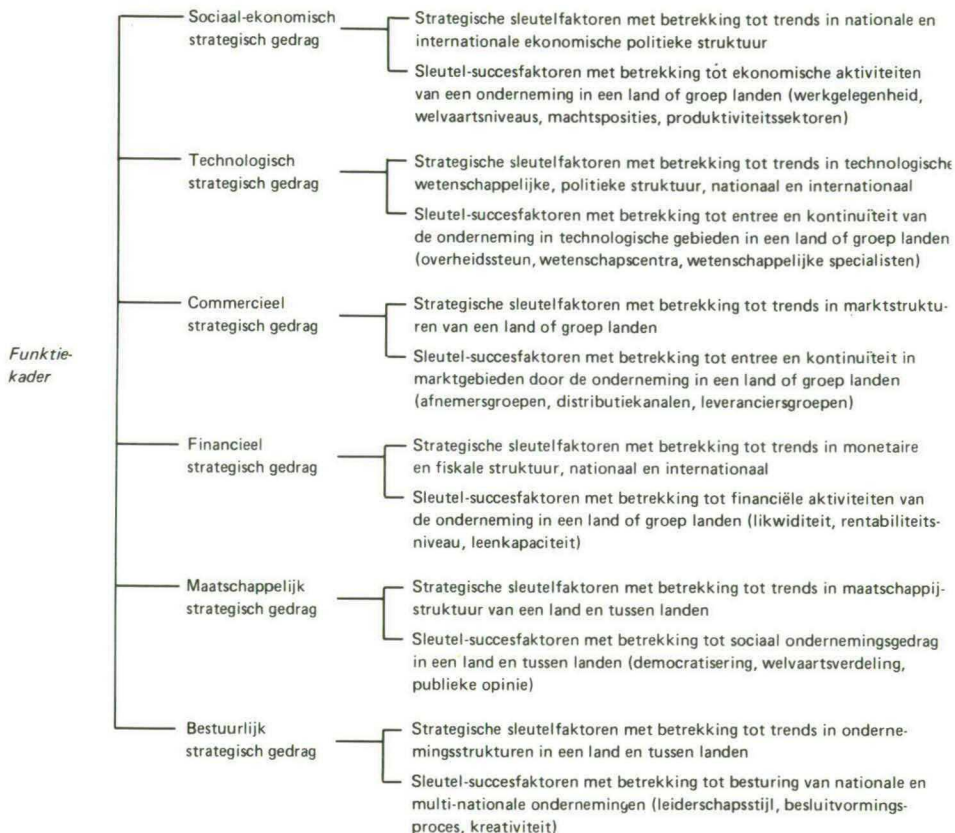 Funktie-
kader
Sociaal-ekonomisch
strategisch gedrag
Strategische sleutelfaktoren met betrekking tot trends in nationale en
internationale ekonomische politieke struktuur
Sleutel-succesfaktoren met betrekking tot ekonomische aktiviteiten
van een onderneming in een land of groep landen (werkgelegenheid,
welvaartsniveaus, machtsposities, produktiviteitssektoren)
Technologisch
strategisch gedrag
Strategische sleutelfaktoren met betrekking tot trends in technologische
wetenschappelijke, politieke struktuur, nationaal en internationaal
Sleutel-succesfaktoren met betrekking tot entree en kontinuïteit van
de onderneming in technologische gebieden in een land of groep landen
(overheidssteun, wetenschapscentra, wetenschappelijke specialisten)
Commercieel
strategisch gedrag
Strategische sleutelfaktoren met betrekking tot trends in marktstruktu-
ren van een land of groep landen
Sleutel-succesfaktoren met betrekking tot entree en kontinuïteit in
marktgebieden door de onderneming in een land of groep landen
(afnemersgroepen, distributiekanalen, leveranciersgroepen)
Financieel
strategisch gedrag
Strategische sleutelfaktoren met betrekking tot trends in monetaire
en fiskale struktuur, nationaal en internationaal
Sleutel-succesfaktoren met betrekking tot financiële aktiviteiten van
de onderneming in een land of groep landen (likwiditeit, rentabiliteits-
niveau, leenkapaciteit)
Maatschappelijk
strategisch gedrag
Strategische sleutelfaktoren met betrekking tot trends in maatschappij-
struktuur van een land en tussen landen
Sleutel-succesfaktoren met betrekking tot sociaal ondernemingsgedrag
in een land en tussen landen (democratisering, welvaartsverdeling,
publieke opinie)
Bestuurlijk
strategisch gedrag
Strategische sleutelfaktoren met betrekking tot trends in onderne-
mingsstrukturen in een land en tussen landen
Sleutel-succesfaktoren met betrekking tot besturing van nationale en
multi-nationale ondernemingen (leiderschapsstijl, besluitvormings-
proces, kreativiteit)